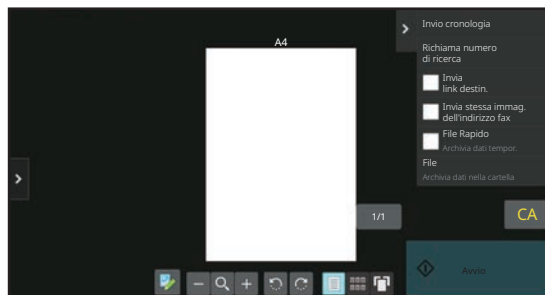 A4
1/1
Invio cronologia
Richiama numero
di ricerca
Invia
link destin.
Invia stessa immag.
dell'indirizzo fax
File Rapido
Archivia dati tempor.
File
Archivia dati nella cartella
CA
Avvio